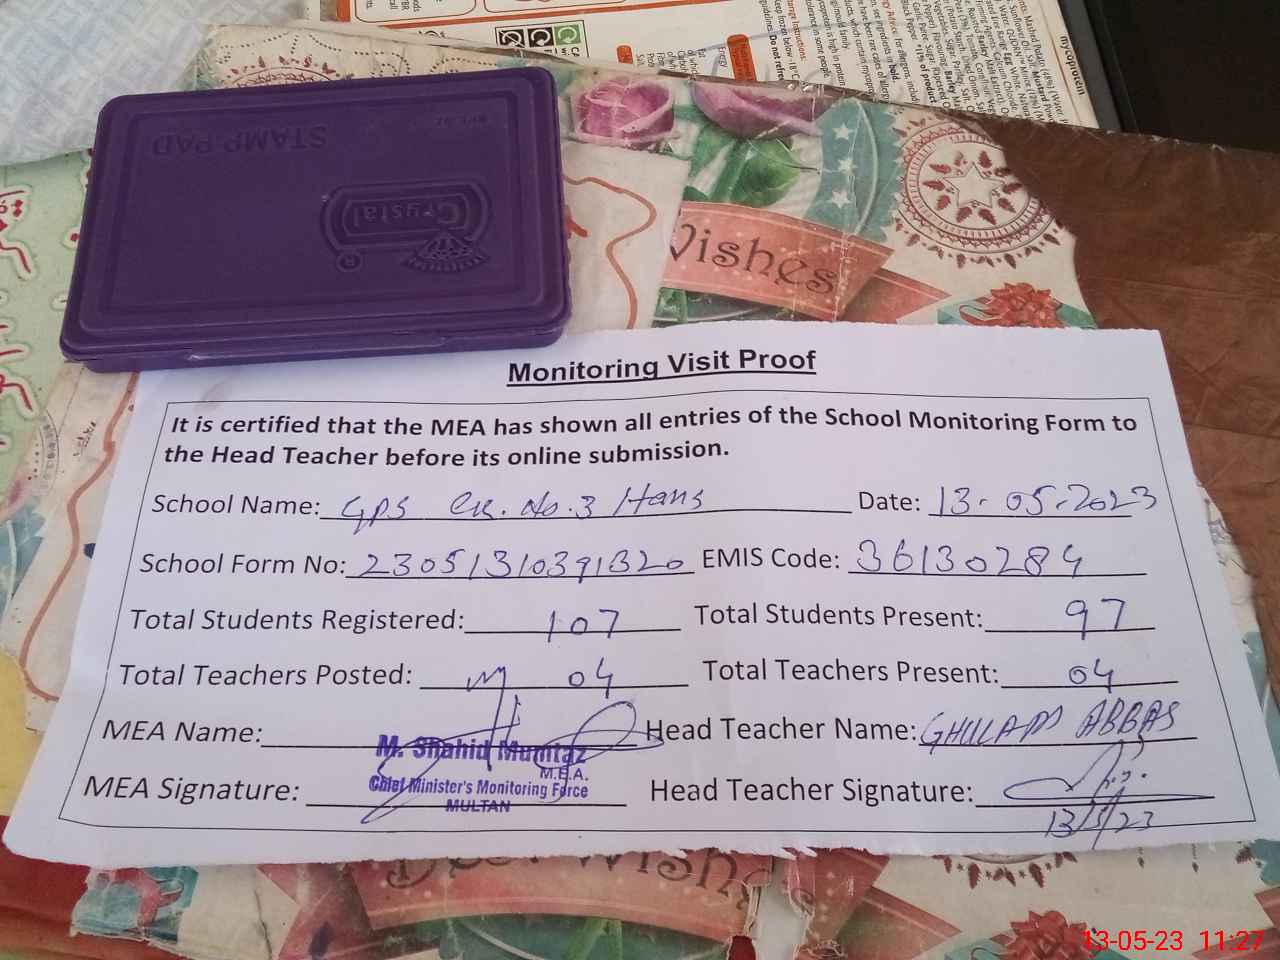 STAMP PAD
Crystal
Wishes
mycoprotein
Monitoring Visit Proof
It is certified that the MEA has shown all entries of the School Monitoring Form to
the Head Teacher before its online submission.
School Name: GPS CH. No. 3 Hans Date: 13-05-2023
School Form No: 23051310391320 EMIS Code: 36130284
Total Students Registered: 107 Total Students Present: 97
Total Teachers Posted: 04 Total Teachers Present: 04
MEA Name: Head Teacher Name: GHULAM ABBAS
M. Shahid Mumtaz
M.E.A.
Chief Minister's Monitoring Force
MULTAN
MEA Signature: Head Teacher Signature:
13/5/23
Best Wishes
13-05-23 11:27